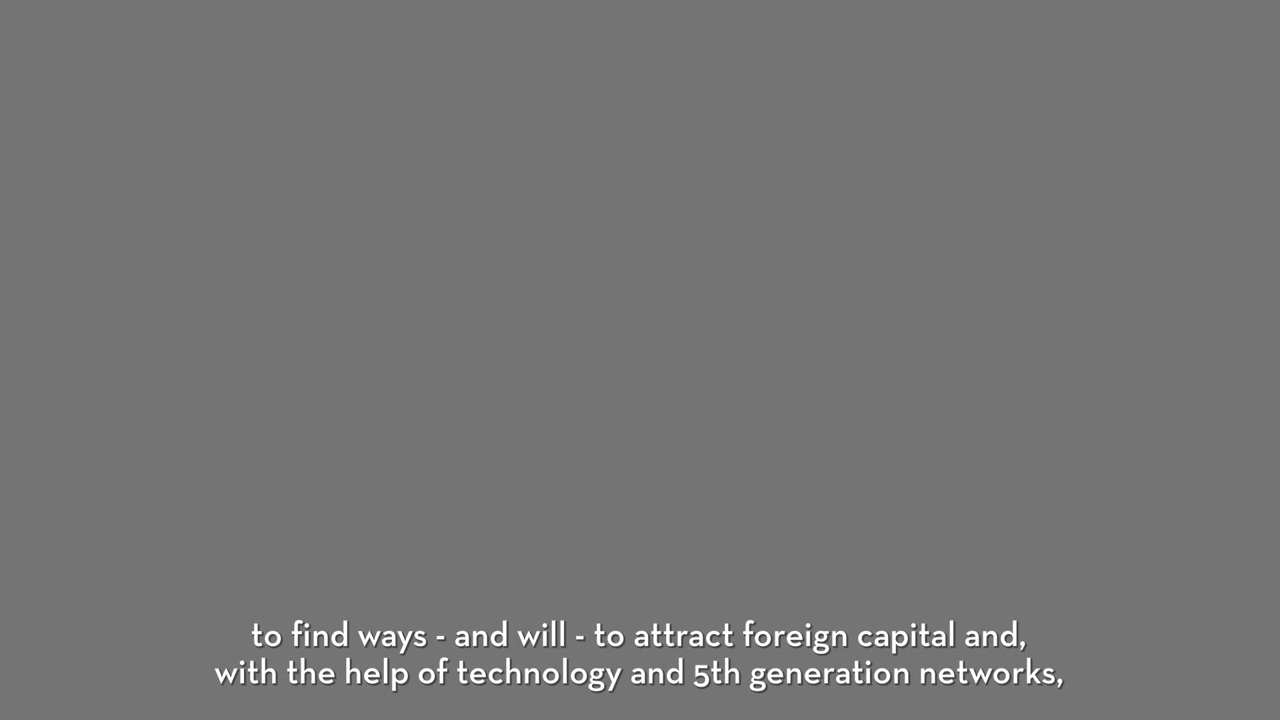 to find ways - and will - to attract foreign capital and,
with the help of technology and 5th generation networks,